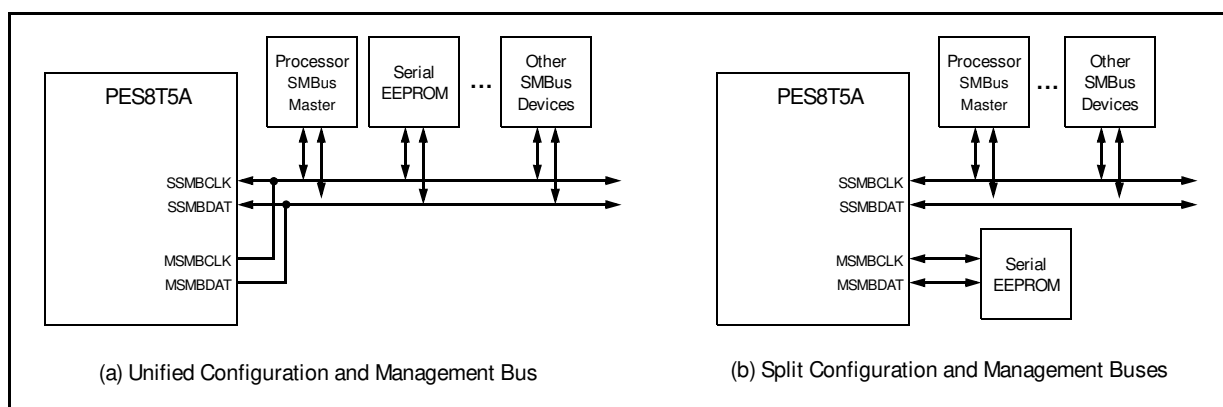 PES8T5A
Processor
SMBus
Master
Serial
EEPROM
...
Other
SMBus
Devices
SSMBCLK
SSMBDAT
MSMBCLK
MSMBDAT
(a) Unified Configuration and Management Bus
PES8T5A
Processor
SMBus
Master
...
Other
SMBus
Devices
SSMBCLK
SSMBDAT
MSMBCLK
MSMBDAT
Serial
EEPROM
(b) Split Configuration and Management Buses